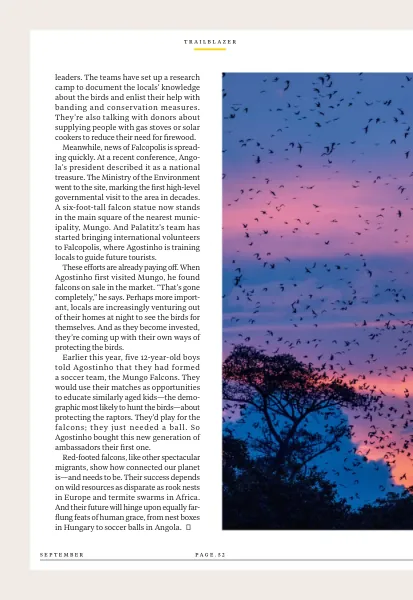 TRAILBLAZER
leaders. The teams have set up a research
camp to document the locals' knowledge
about the birds and enlist their help with
banding and conservation measures.
They're also talking with donors about
supplying people with gas stoves or solar
cookers to reduce their need for firewood.
Meanwhile, news of Falcopolis is spread-
ing quickly. At a recent conference, Ango-
la's president described it as a national
treasure. The Ministry of the Environment
went to the site, marking the first high-level
governmental visit to the area in decades.
A six-foot-tall falcon statue now stands
in the main square of the nearest munic-
ipality, Mungo. And Palatitz's team has
started bringing international volunteers
to Falcopolis, where Agostinho is training
locals to guide future tourists.
These efforts are already paying off. When
Agostinho first visited Mungo, he found
falcons on sale in the market. "That's gone
completely," he says. Perhaps more import-
ant, locals are increasingly venturing out
of their homes at night to see the birds for
themselves. And as they become invested,
they're coming up with their own ways of
protecting the birds.
Earlier this year, five 12-year-old boys
told Agostinho that they had formed
a soccer team, the Mungo Falcons. They
would use their matches as opportunities
to educate similarly aged kids—the demo-
graphic most likely to hunt the birds—about
protecting the raptors. They'd play for the
falcons; they just needed a ball. So
Agostinho bought this new generation of
ambassadors their first one.
Red-footed falcons, like other spectacular
migrants, show how connected our planet
is—and needs to be. Their success depends
on wild resources as disparate as rook nests
in Europe and termite swarms in Africa.
And their future will hinge upon equally far-
flung feats of human grace, from nest boxes
in Hungary to soccer balls in Angola.
SEPTEMBER
PAGE.52